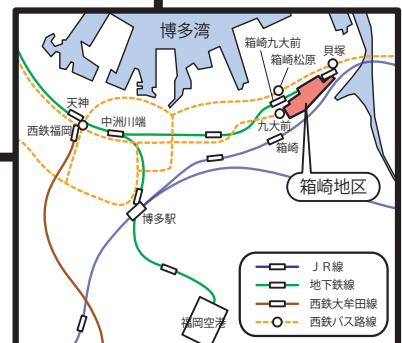 博多湾
貝塚
箱崎九大前
箱崎松原
天神
中洲川端
西鉄福岡
九大前
箱崎
箱崎地区
博多駅
福岡空港
ＪＲ線
地下鉄線
西鉄大牟田線
西鉄バス路線